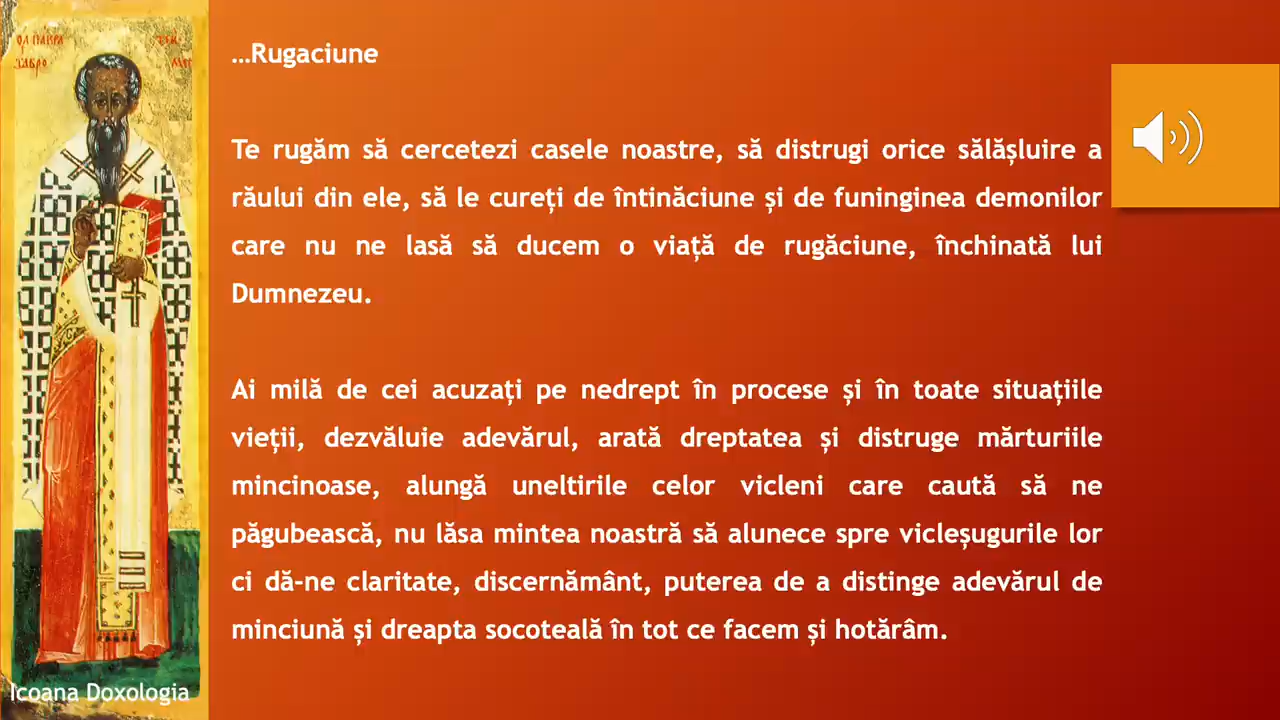 ...Rugaciune
Te rugăm să cercetezi casele noastre, să distrugi orice sălășluire a
răului din ele, să le cureți de întinăciune și de funinginea demonilor
care nu ne lasă să ducem o viață de rugăciune, închinată lui
Dumnezeu.
Ai milă de cei acuzați pe nedrept în procese și în toate situațiile
vieții, dezvăluie adevărul, arată dreptatea și distruge mărturiile
mincinoase, alungă uneltirile celor vicleni care caută să ne
păgubească, nu lăsa mintea noastră să alunece spre vicleșugurile lor
ci dă-ne claritate, discernământ, puterea de a distinge adevărul de
minciună și dreapta socoteală în tot ce facem și hotărâm.
Icoana Doxologia